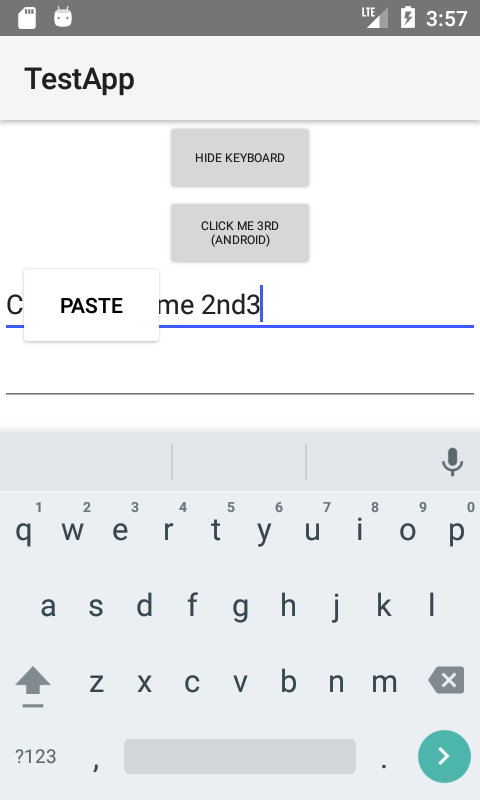 LTE 3:57
TestApp
HIDE KEYBOARD
CLICK ME 3RD
(ANDROID)
C
PASTE
me 2nd3
1 2 3 4 5 6 7 8 9 0
q w e r t y u i o p
a s d f g h j k l
z x c v b n m
?123 , .